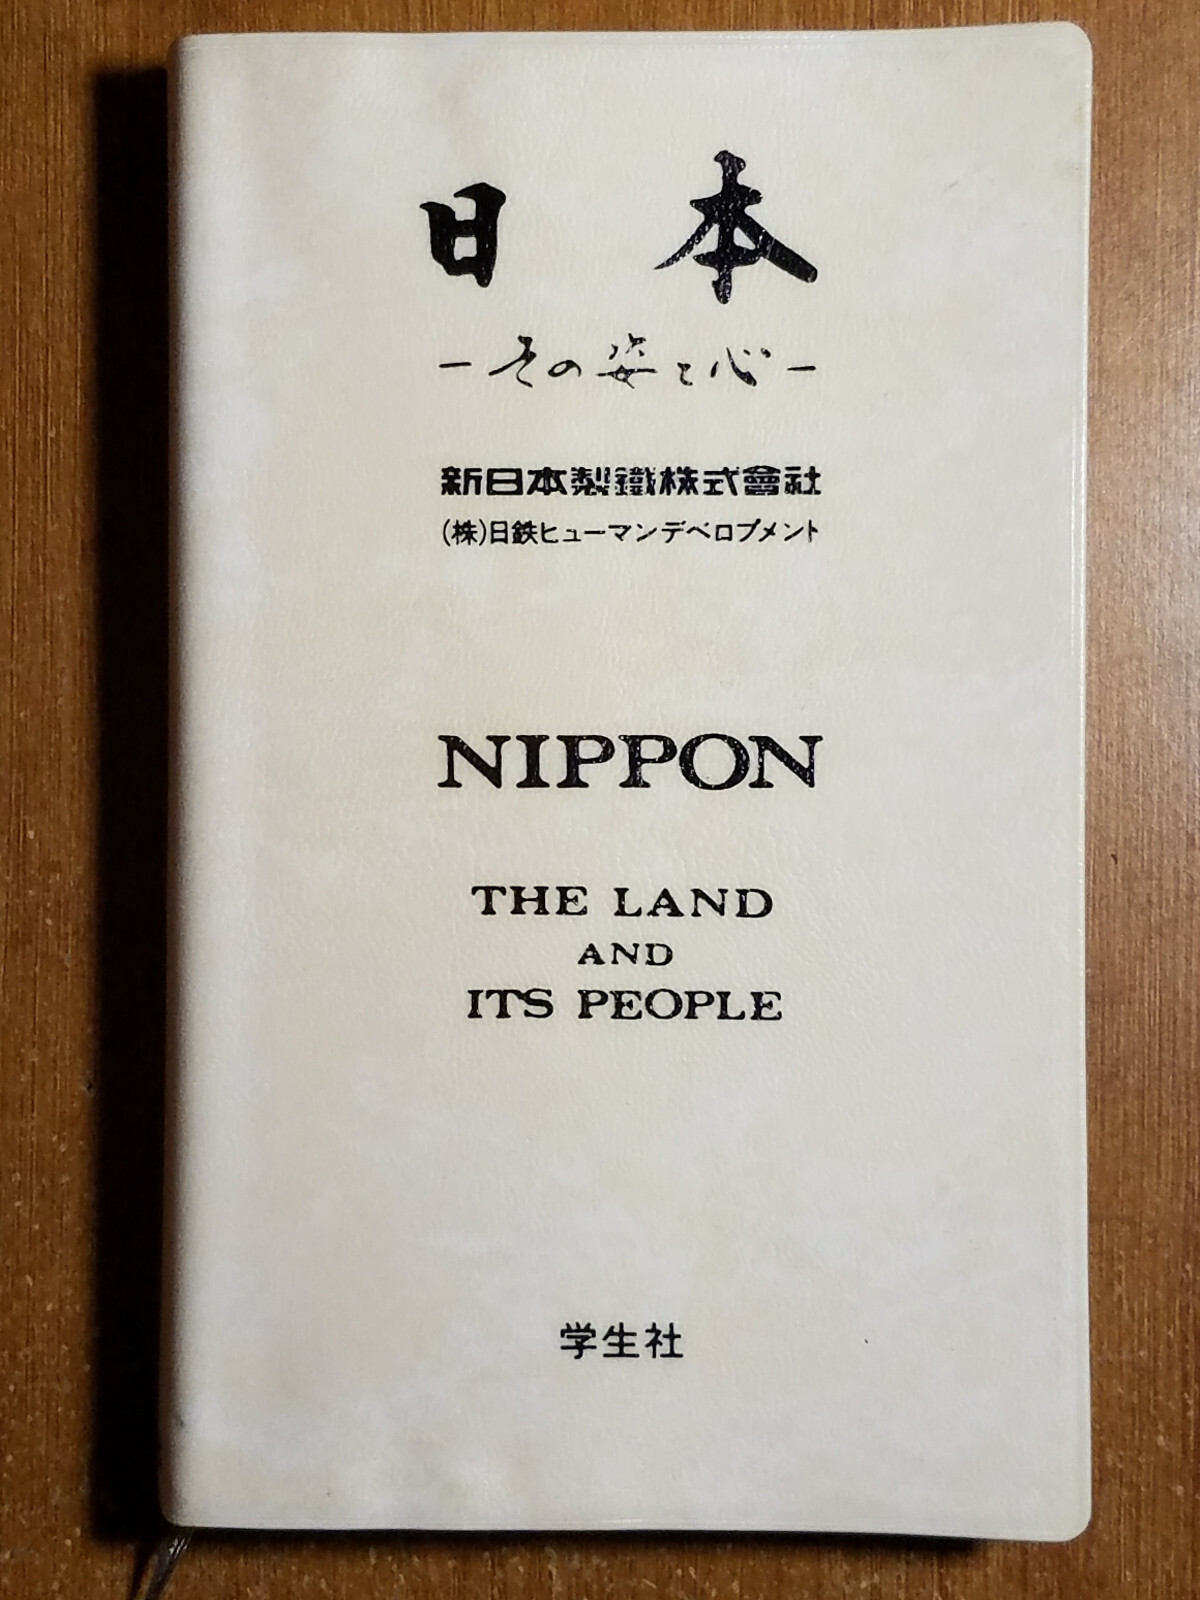 日本
－その姿と心－
新日本製鐵株式會社
(株)日鉄ヒューマンデベロプメント
NIPPON
THE LAND
AND
ITS PEOPLE
学生社